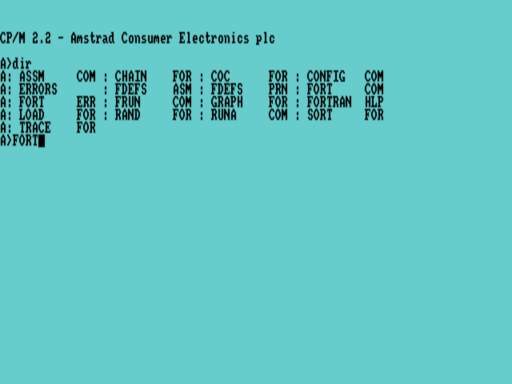 CP/M 2.2 - Amstrad Consumer Electronics plc
A>dir
A: ASSM     COM : CHAIN    FOR : COC      FOR : CONFIG   COM
A: ERRORS       : FDEFS    ASM : FDEFS    PRN : FORT     COM
A: FORT     ERR : FRUN     COM : GRAPH    FOR : FORTRAN  HLP
A: LOAD     FOR : RAND     FOR : RUNA     COM : SORT     FOR
A: TRACE    FOR
A>FORT